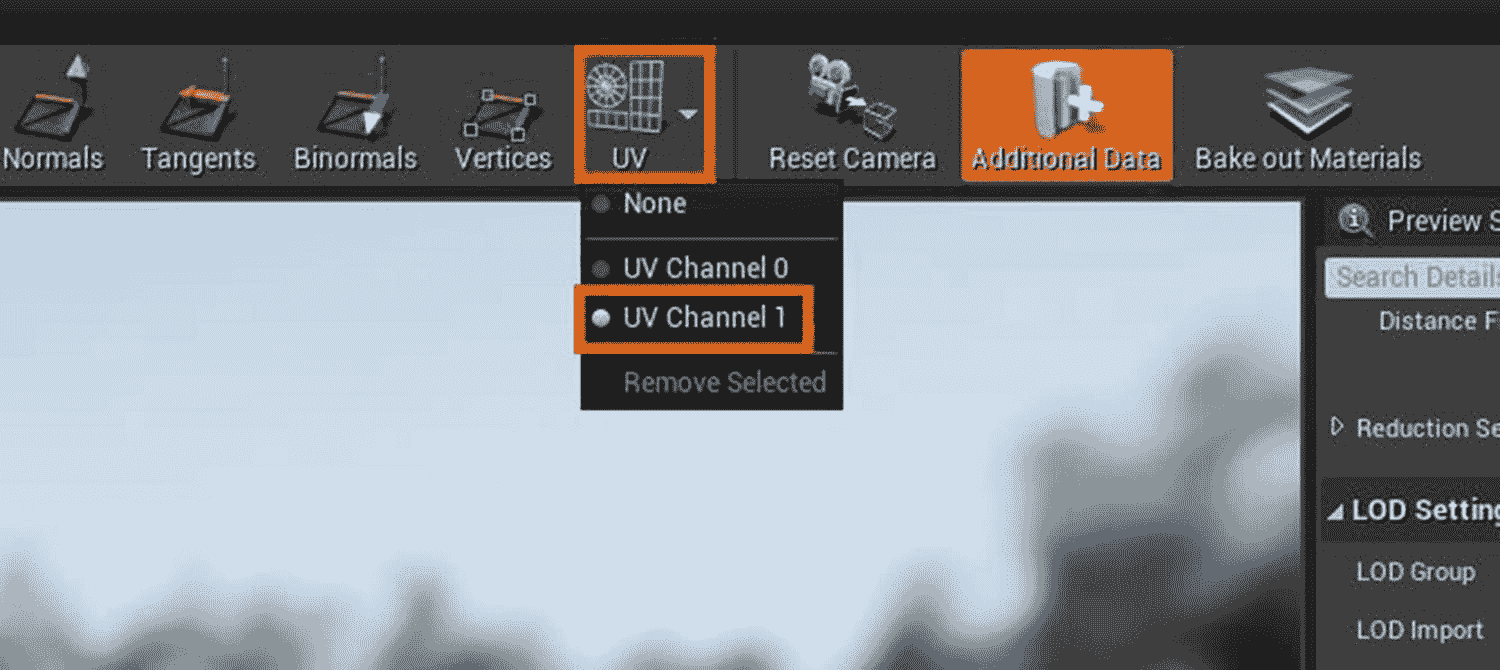 Normals
Tangents
Binormals
Vertices
UV
Reset Camera
Additional Data
Bake out Materials
None
UV Channel 0
UV Channel 1
Remove Selected
Preview S
Search Details
Distance F
Reduction Se
LOD Setting
LOD Group
LOD Import